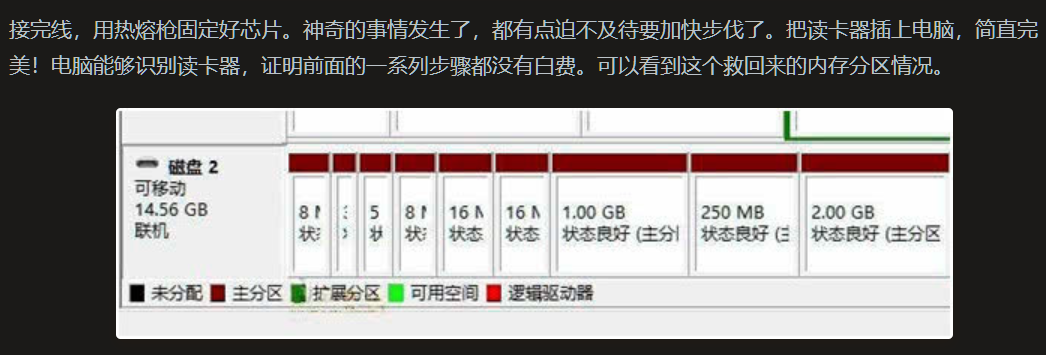 接完线，用热熔枪固定好芯片。神奇的事情发生了，都有点迫不及待要加快步伐了。把读卡器插上电脑，简直完
美！电脑能够识别读卡器，证明前面的一系列步骤都没有白费。可以看到这个救回来的内存分区情况。
磁盘 2
可移动
14.56 GB
联机
8 M
状态
5
状
8 M
状态
16 M
状态
16 M
状态
1.00 GB
状态良好 (主分
250 MB
状态良好 (主
2.00 GB
状态良好 (主分区
未分配 主分区 扩展分区 可用空间 逻辑驱动器